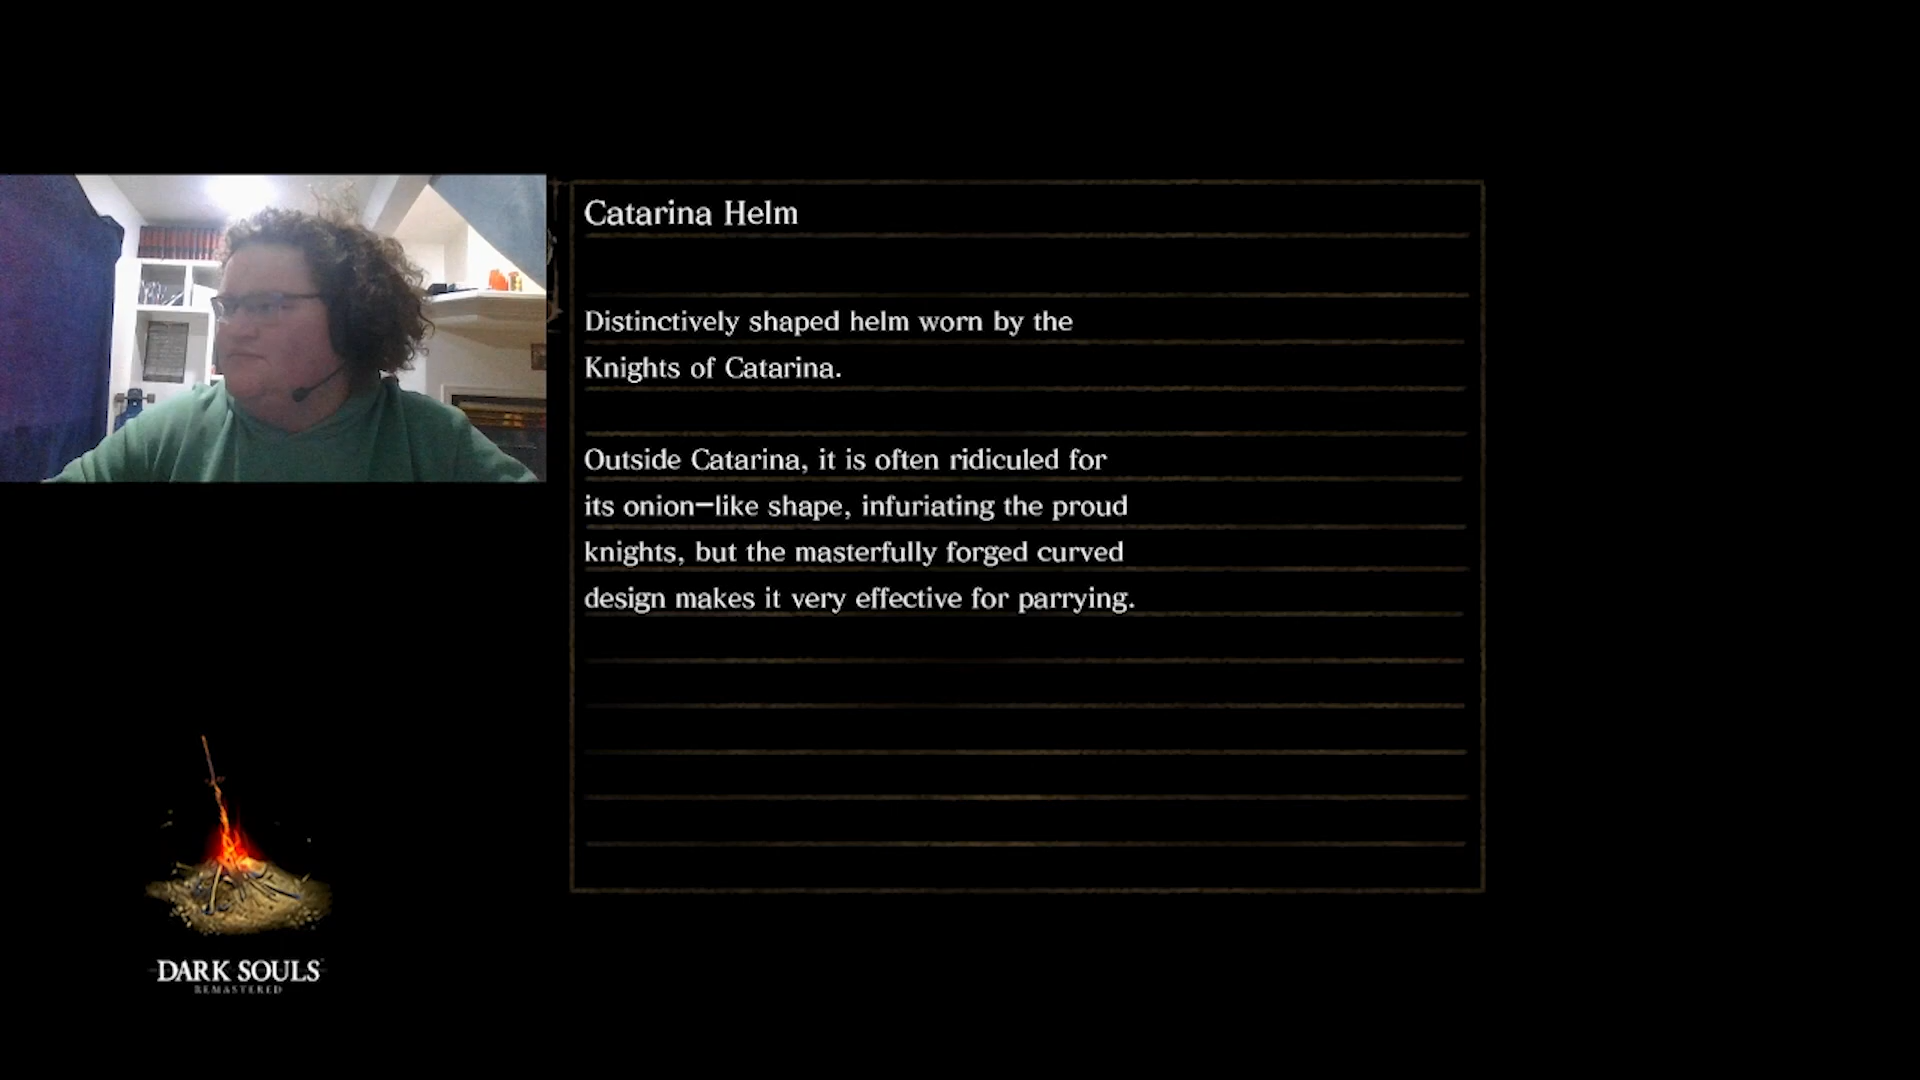 Catarina Helm
Distinctively shaped helm worn by the
Knights of Catarina.
Outside Catarina, it is often ridiculed for
its onion—like shape, infuriating the proud
knights, but the masterfully forged curved
design makes it very effective for parrying.
DARK SOULS
REMASTERED